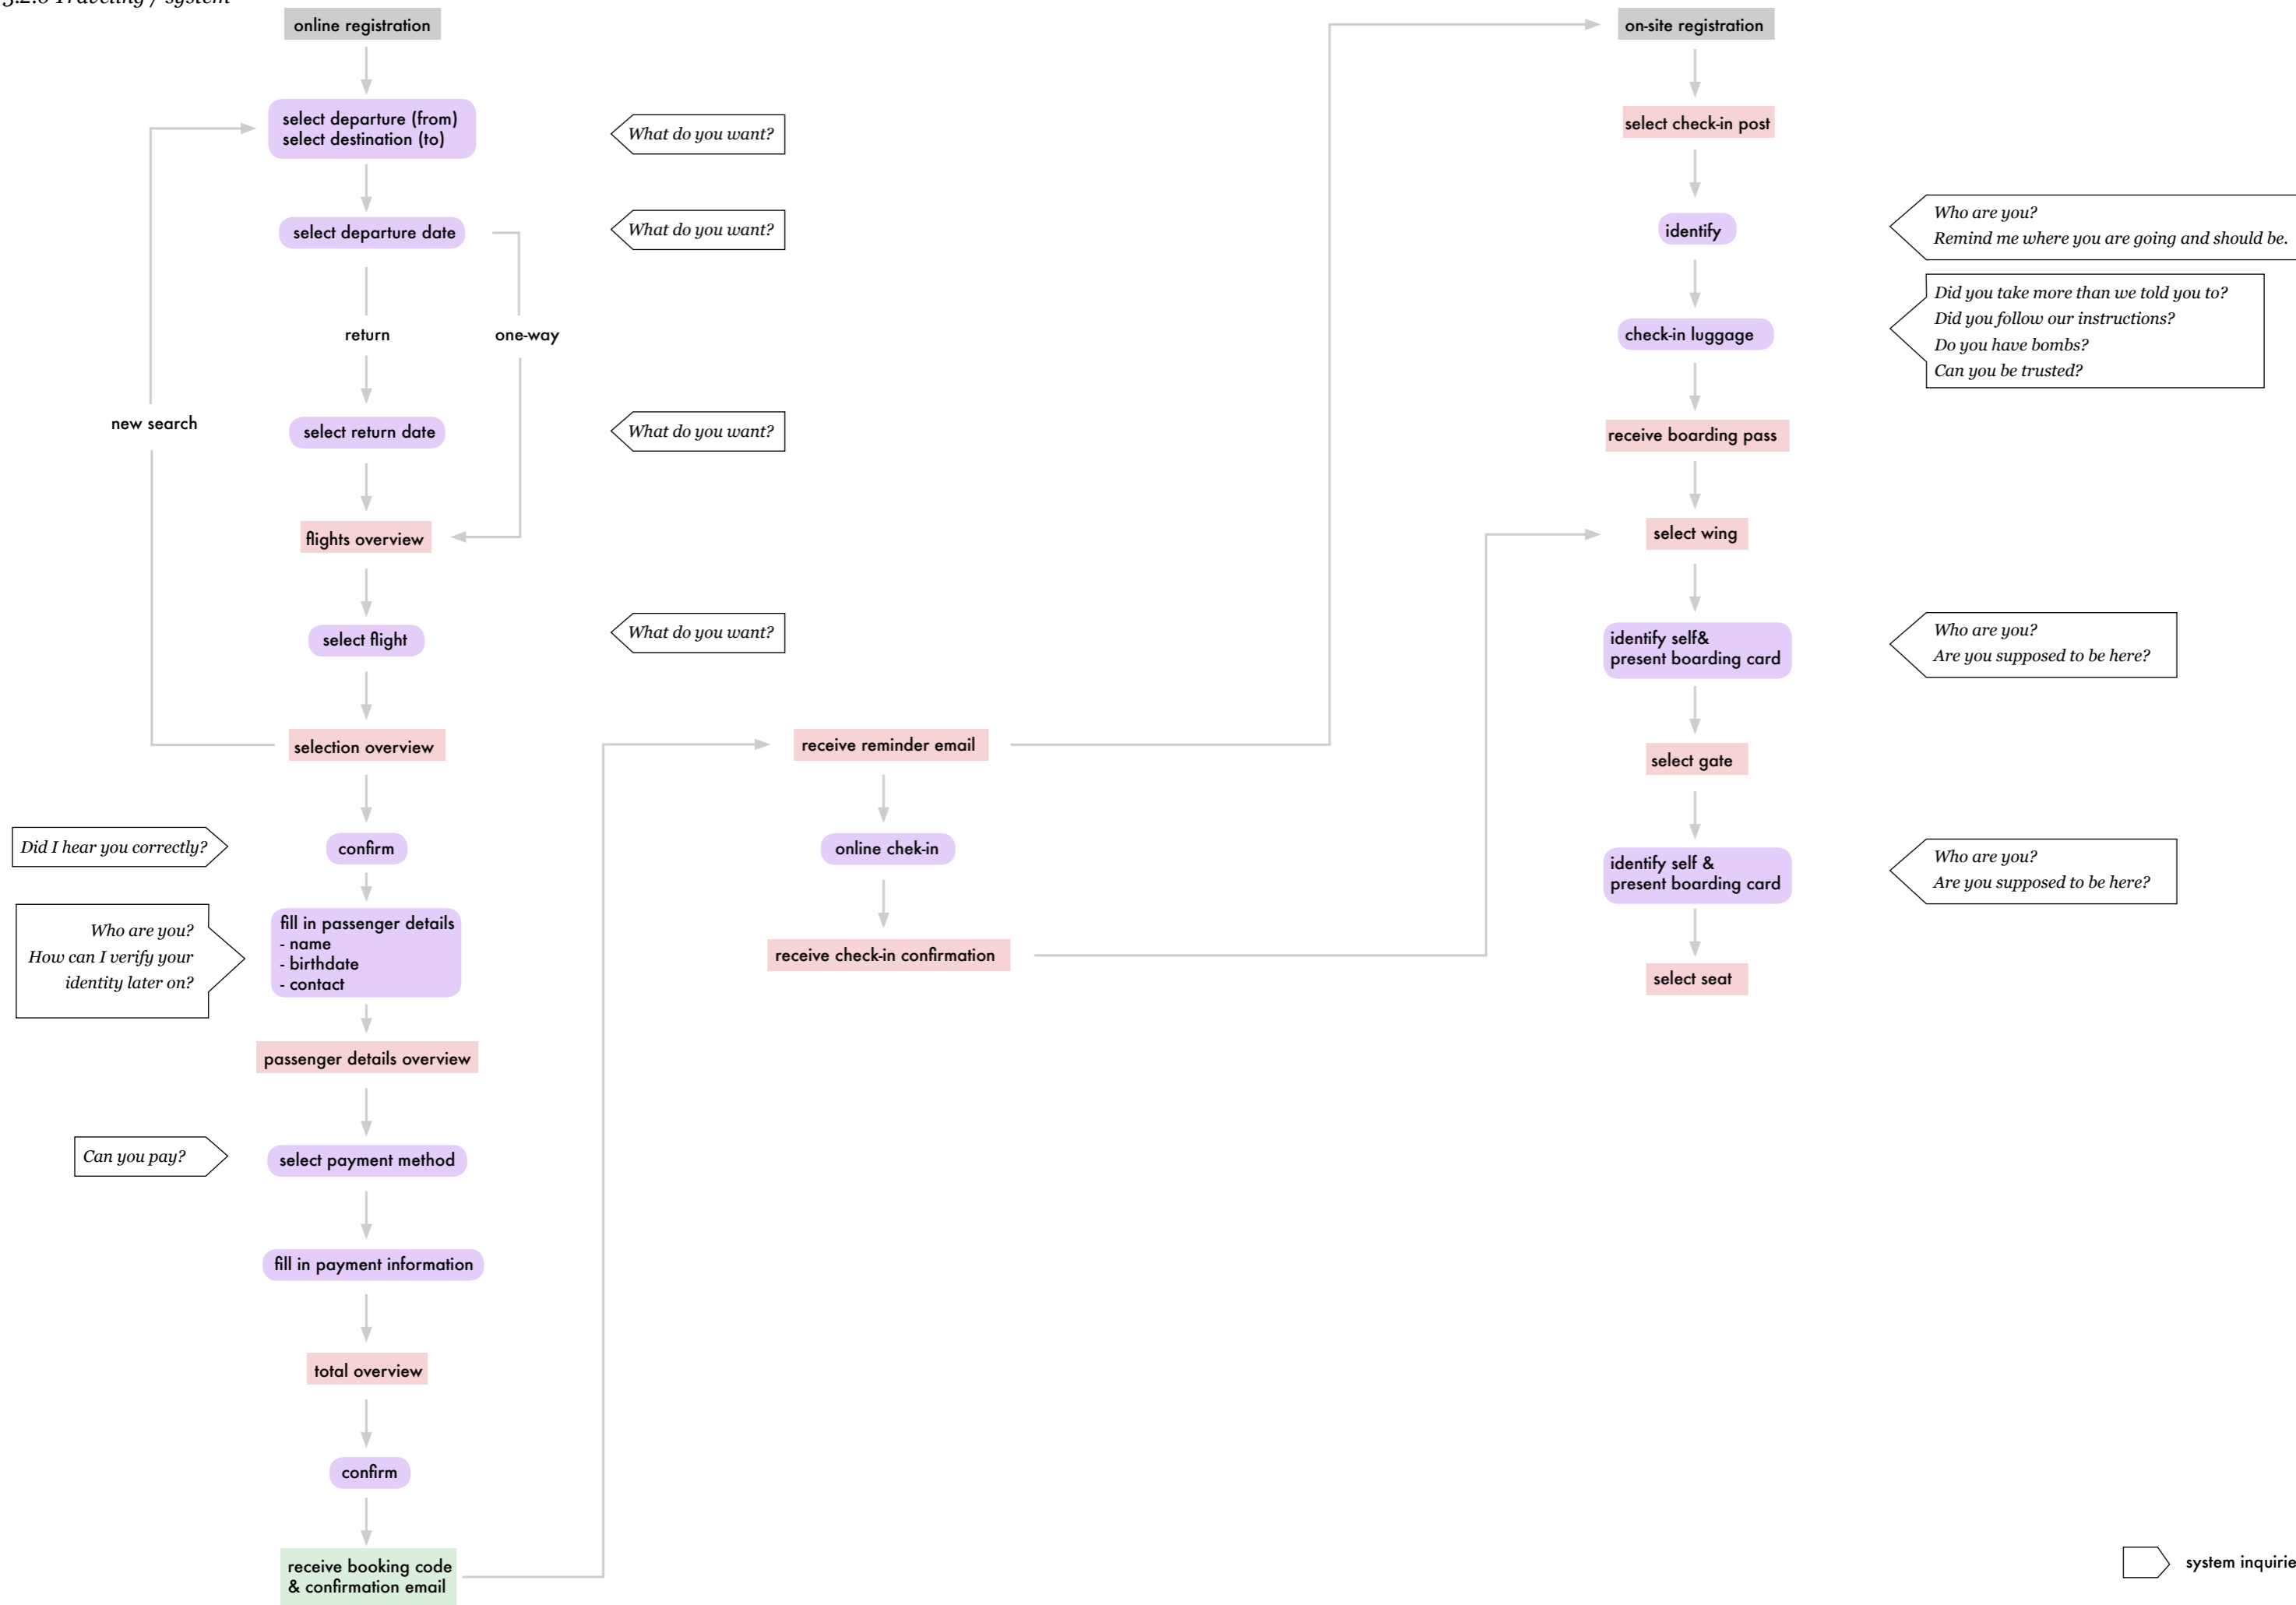 online registration
select departure (from)
select destination (to)
What do you want?
select departure date
What do you want?
return
one-way
new search
select return date
What do you want?
flights overview
select flight
What do you want?
selection overview
Did I hear you correctly?
confirm
Who are you?
How can I verify your
identity later on?
fill in passenger details
- name
- birthdate
- contact
passenger details overview
Can you pay?
select payment method
fill in payment information
total overview
confirm
receive booking code
& confirmation email
receive reminder email
online chek-in
receive check-in confirmation
on-site registration
select check-in post
identify
Who are you?
Remind me where you are going and should be.
check-in luggage
Did you take more than we told you to?
Did you follow our instructions?
Do you have bombs?
Can you be trusted?
receive boarding pass
select wing
identify self&
present boarding card
Who are you?
Are you supposed to be here?
select gate
identify self &
present boarding card
Who are you?
Are you supposed to be here?
select seat
system inquirie